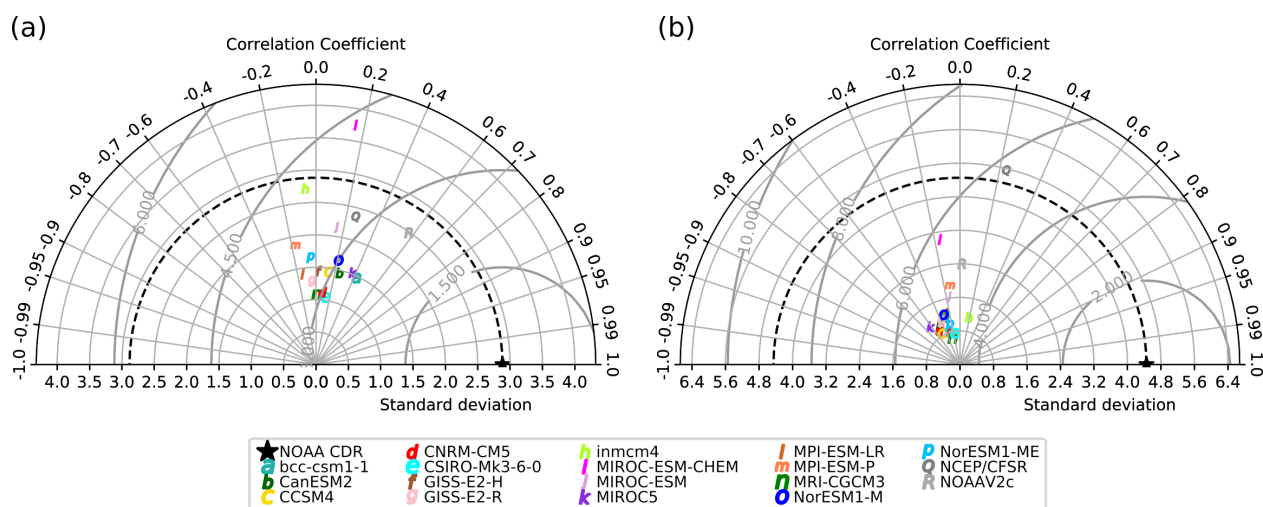 (a)
(b)
Correlation Coefficient
Correlation Coefficient
-1.0 -0.99 -0.95 -0.9 -0.8 -0.7 -0.6 -0.4 -0.2 0.0 0.2 0.4 0.6 0.7 0.8 0.9 0.95 0.99 1.0
-1.0 -0.99 -0.95 -0.9 -0.8 -0.7 -0.6 -0.4 -0.2 0.0 0.2 0.4 0.6 0.7 0.8 0.9 0.95 0.99 1.0
6.000
4.500
1.500
10.000
8.000
6.000
4.000
2.000
l
h
Q
J
R
m
p
O
Q
l
R
m
h
O
k
n
4.0 3.5 3.0 2.5 2.0 1.5 1.0 0.5 0.0 0.5 1.0 1.5 2.0 2.5 3.0 3.5 4.0
6.4 5.6 4.8 4.0 3.2 2.4 1.6 0.8 0.0 0.8 1.6 2.4 3.2 4.0 4.8 5.6 6.4
Standard deviation
Standard deviation
NOAA CDR
a bcc-csm1-1
b CanESM2
c CCSM4
d CNRM-CM5
e CSIRO-Mk3-6-0
f GISS-E2-H
g GISS-E2-R
h inmcm4
I MIROC-ESM-CHEM
J MIROC-ESM
k MIROC5
l MPI-ESM-LR
m MPI-ESM-P
n MRI-CGCM3
O NorESM1-M
p NorESM1-ME
Q NCEP/CFSR
R NOAAV2c